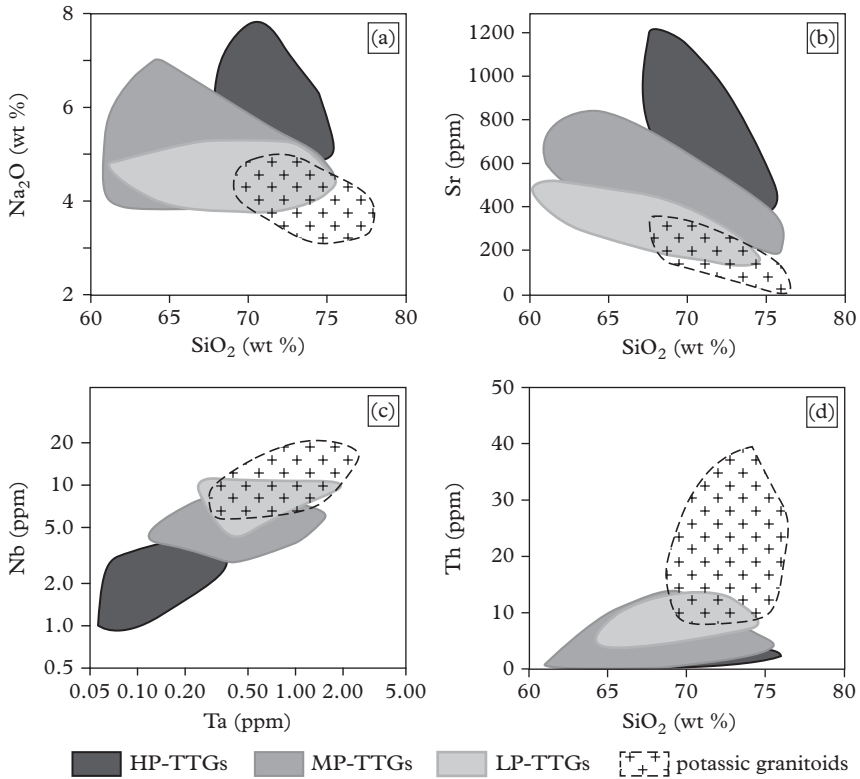 (a)
8
6
4
2
Na₂O (wt %)
60 65 70 75 80
SiO₂ (wt %)
(b)
1200
1000
800
600
400
200
0
Sr (ppm)
60 70 75 80
SiO₂ (wt %)
(c)
20
10
5.0
2.0
1.0
0.5
Nb (ppm)
0.05 0.10 0.20 0.50 1.00 2.00 5.00
Ta (ppm)
(d)
50
40
30
20
10
0
Th (ppm)
60 65 70 75 80
SiO₂ (wt %)
HP-TTGs MP-TTGs LP-TTGs potassic granitoids